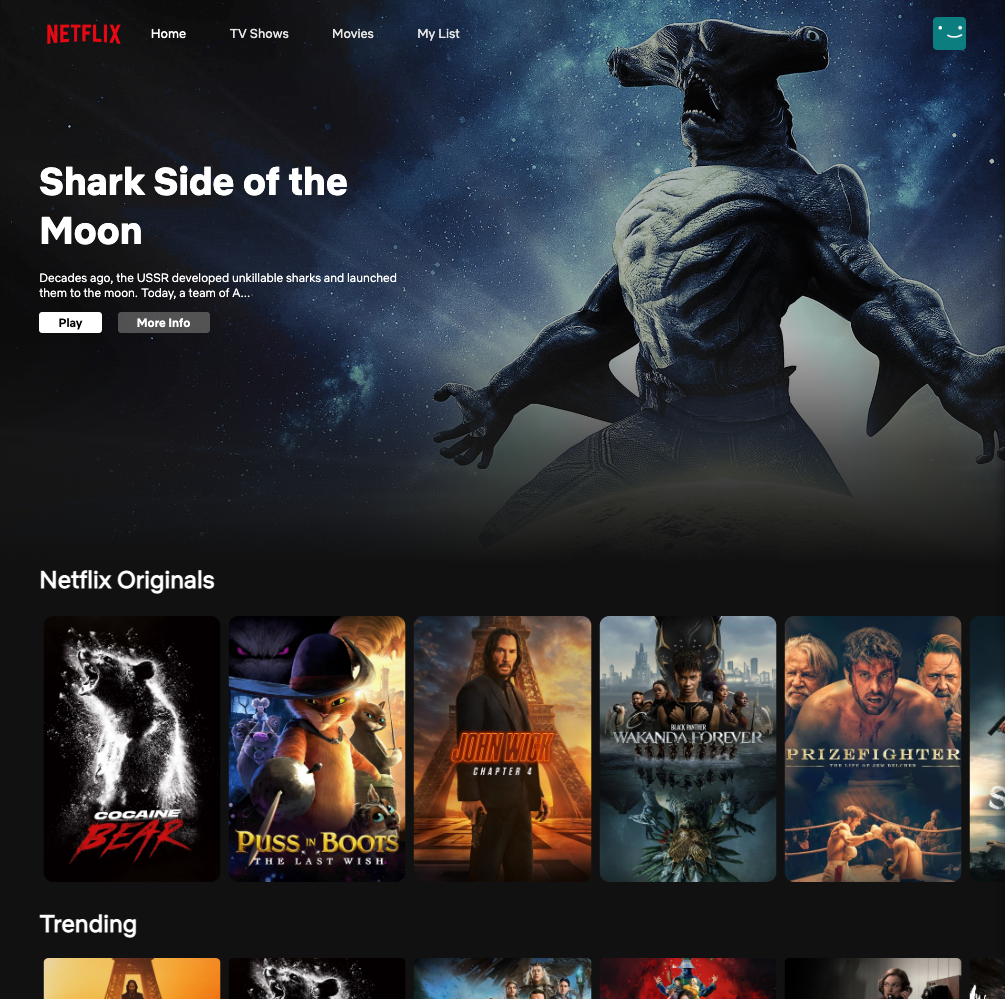 NETFLIX
Home
TV Shows
Movies
My List
Shark Side of the
Moon
Decades ago, the USSR developed unkillable sharks and launched
them to the moon. Today, a team of A...
Play
More Info
Netflix Originals
COCAINE
BEAR
PUSS IN BOOTS
THE LAST WISH
JOHN WICK
CHAPTER 4
BLACK PANTHER
WAKANDA FOREVER
PRIZEFIGHTER
THE LIFE OF JEM BELCHER
Trending